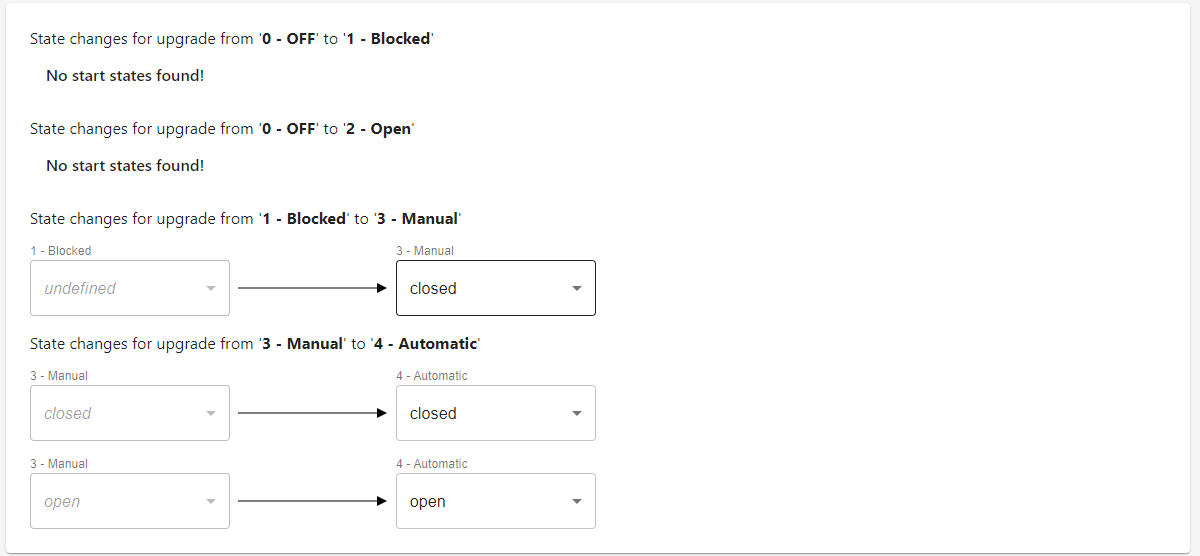 State changes for upgrade from '0 - OFF' to '1 - Blocked'
No start states found!
State changes for upgrade from '0 - OFF' to '2 - Open'
No start states found!
State changes for upgrade from '1 - Blocked' to '3 - Manual'
1 - Blocked 3 - Manual
undefined closed
State changes for upgrade from '3 - Manual' to '4 - Automatic'
3 - Manual 4 - Automatic
closed closed
3 - Manual 4 - Automatic
open open